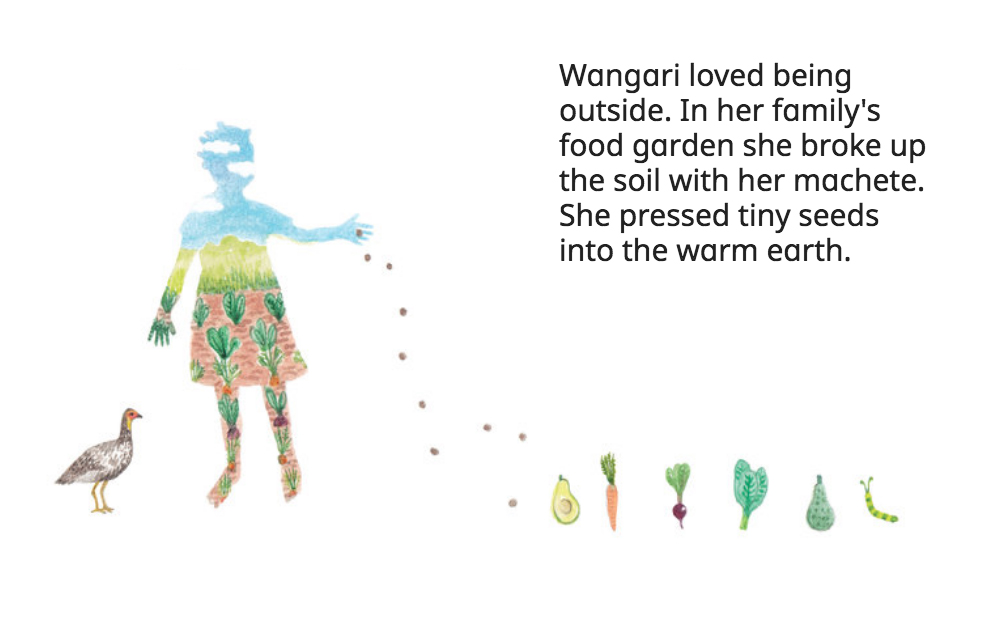 Wangari loved being
outside. In her family's
food garden she broke up
the soil with her machete.
She pressed tiny seeds
into the warm earth.